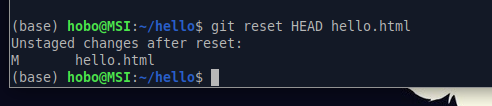 (base) hobo@MSI:~/hello$ git reset HEAD hello.html
Unstaged changes after reset:
M       hello.html
(base) hobo@MSI:~/hello$